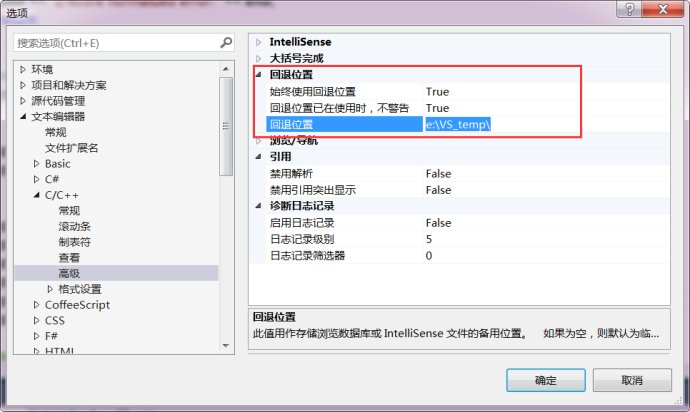 选项
搜索选项(Ctrl+E)
环境
项目和解决方案
源代码管理
文本编辑器
常规
文件扩展名
Basic
C#
C/C++
常规
滚动条
制表符
查看
高级
格式设置
CoffeeScript
CSS
F#
HTML
IntelliSense
大括号完成
回退位置
始终使用回退位置 True
回退位置已在使用时，不警告 True
回退位置 e:\VS_temp\
浏览/导航
引用
禁用解析 False
禁用引用突出显示 False
诊断日志记录
启用日志记录 False
日志记录级别 5
日志记录筛选器 0
回退位置
此值用作存储浏览数据库或 IntelliSense 文件的备用位置。 如果为空，则默认为临...
确定 取消